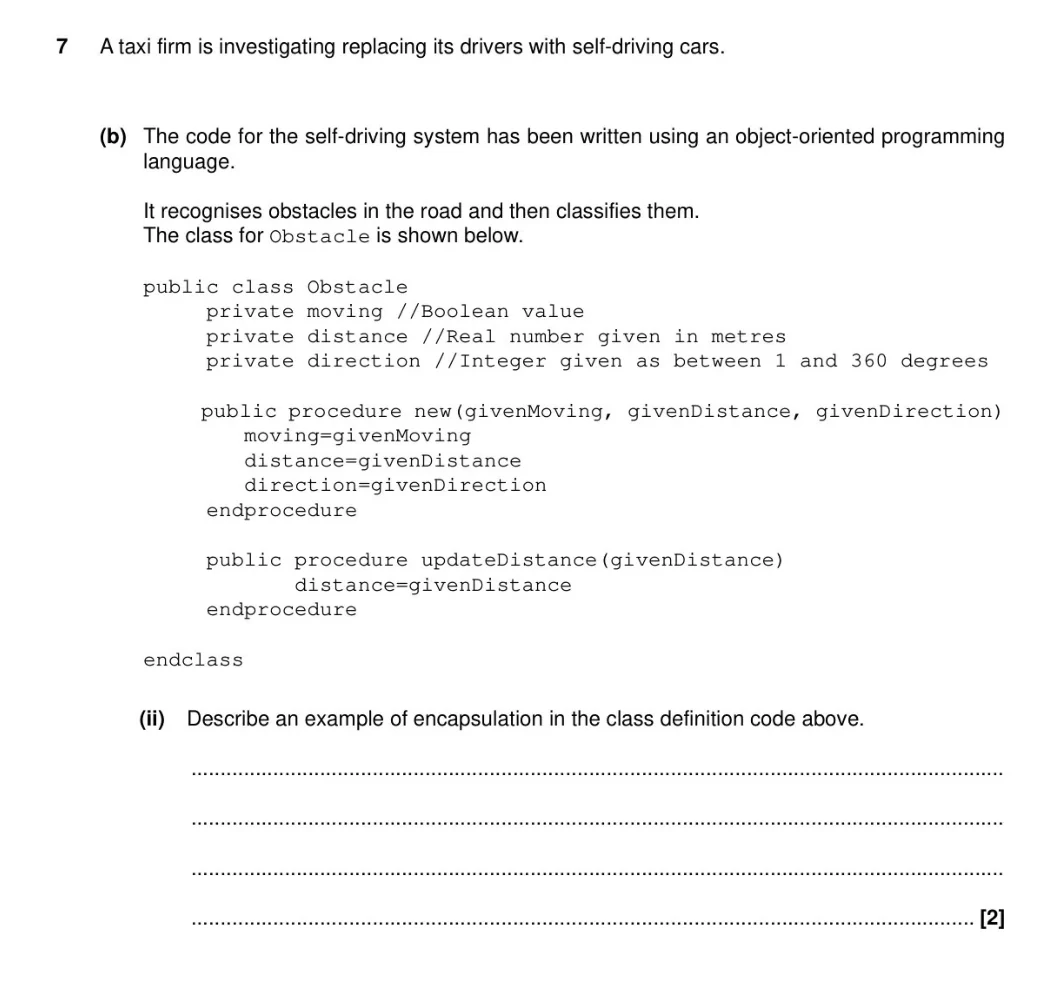 7 A taxi firm is investigating replacing its drivers with self-driving cars.
(b) The code for the self-driving system has been written using an object-oriented programming
language.
It recognises obstacles in the road and then classifies them.
The class for Obstacle is shown below.
public class Obstacle
private moving //Boolean value
private distance //Real number given in metres
private direction //Integer given as between 1 and 360 degrees
public procedure new(givenMoving, givenDistance, givenDirection)
moving=givenMoving
distance=givenDistance
direction=givenDirection
endprocedure
public procedure updateDistance(givenDistance)
distance=givenDistance
endprocedure
endclass
(ii) Describe an example of encapsulation in the class definition code above.
[2]